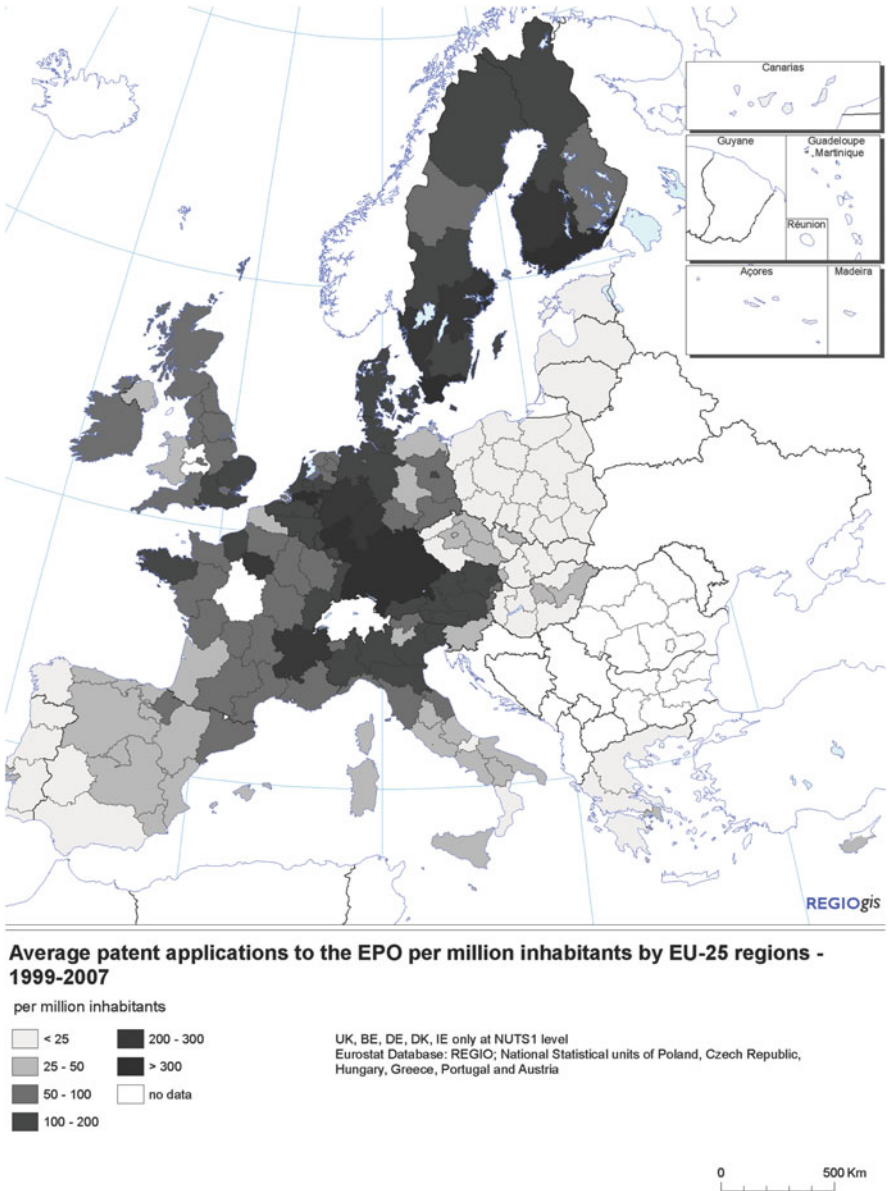 Canarias
Guyane
Guadeloupe
Martinique
Réunion
Açores
Madeira
REGIOgis
Average patent applications to the EPO per million inhabitants by EU-25 regions -
1999-2007
per million inhabitants
< 25
25 - 50
50 - 100
100 - 200
200 - 300
> 300
no data
UK, BE, DE, DK, IE only at NUTS1 level
Eurostat Database: REGIO; National Statistical units of Poland, Czech Republic,
Hungary, Greece, Portugal and Austria
0 500 Km